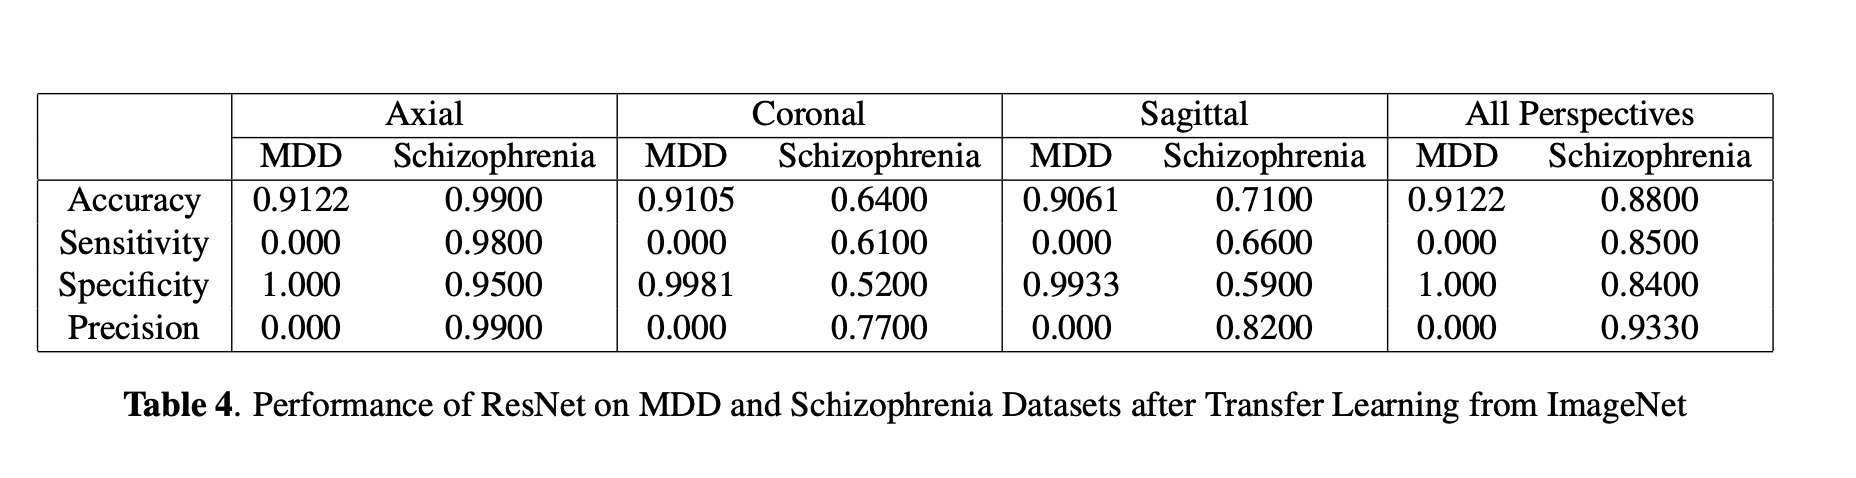 Axial Coronal Sagittal All Perspectives
MDD Schizophrenia MDD Schizophrenia MDD Schizophrenia MDD Schizophrenia
Accuracy 0.9122 0.9900 0.9105 0.6400 0.9061 0.7100 0.9122 0.8800
Sensitivity 0.000 0.9800 0.000 0.6100 0.000 0.6600 0.000 0.8500
Specificity 1.000 0.9500 0.9981 0.5200 0.9933 0.5900 1.000 0.8400
Precision 0.000 0.9900 0.000 0.7700 0.000 0.8200 0.000 0.9330
Table 4. Performance of ResNet on MDD and Schizophrenia Datasets after Transfer Learning from ImageNet